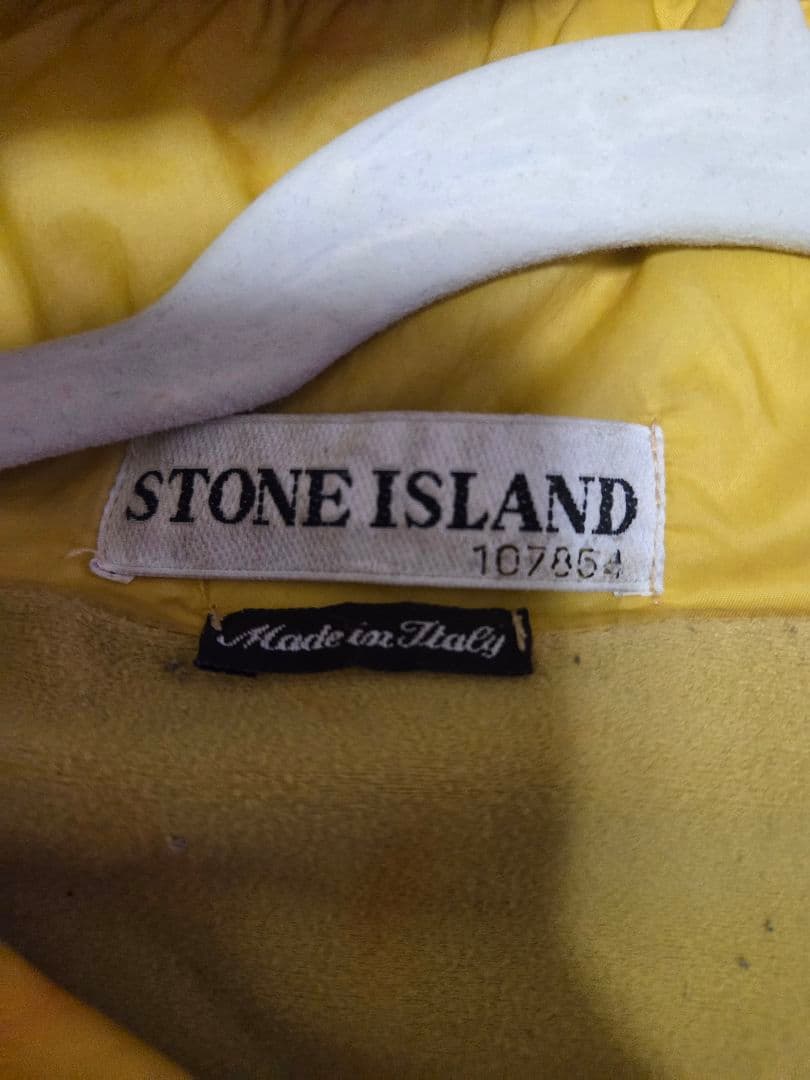 STONE ISLAND
107854
Made in Italy